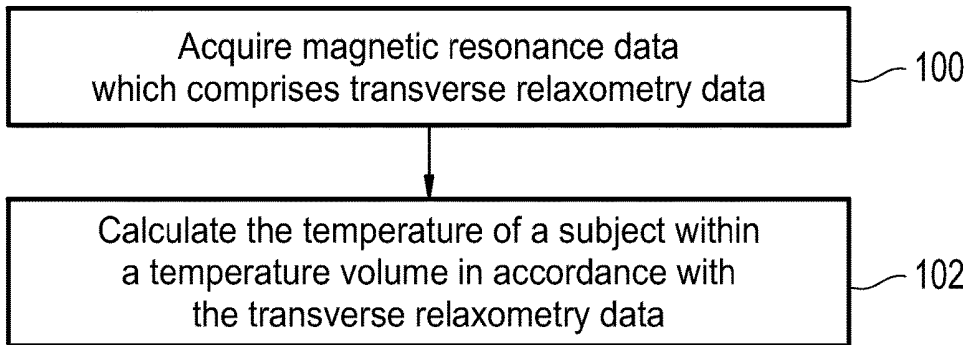 Acquire magnetic resonance data
which comprises transverse relaxometry data
100
Calculate the temperature of a subject within
a temperature volume in accordance with
the transverse relaxometry data
102